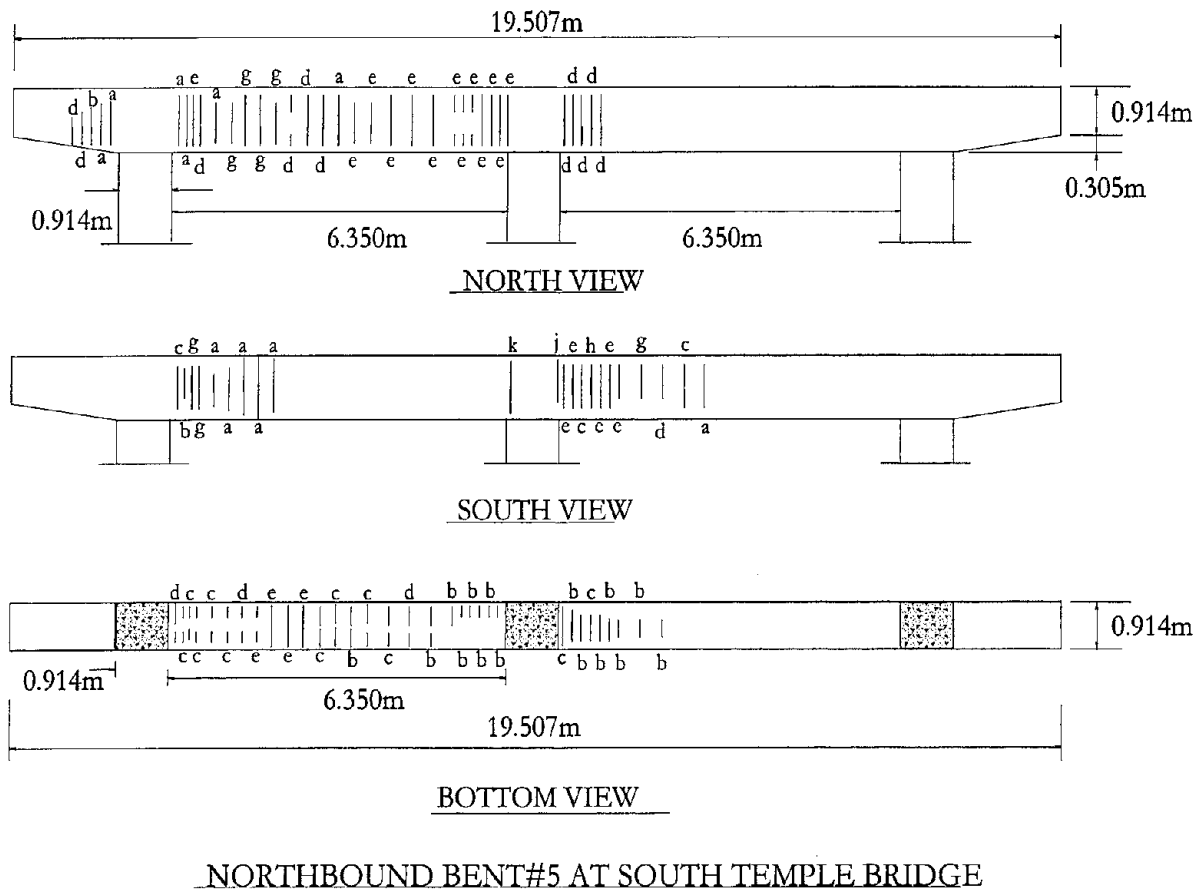 19.507m
a e g g d a e e e e e e d d
d b a a
0.914m
d a a d g g d d e e e e e e d d d
0.305m
0.914m
6.350m 6.350m
NORTH VIEW
c g a a a k j e h e g c
b g a a e c e e d a
SOUTH VIEW
d c c d e e c c d b b b b c b b
0.914m
c c c e e c b c b b b b c b b b b
0.914m
6.350m
19.507m
BOTTOM VIEW
NORTHBOUND BENT#5 AT SOUTH TEMPLE BRIDGE